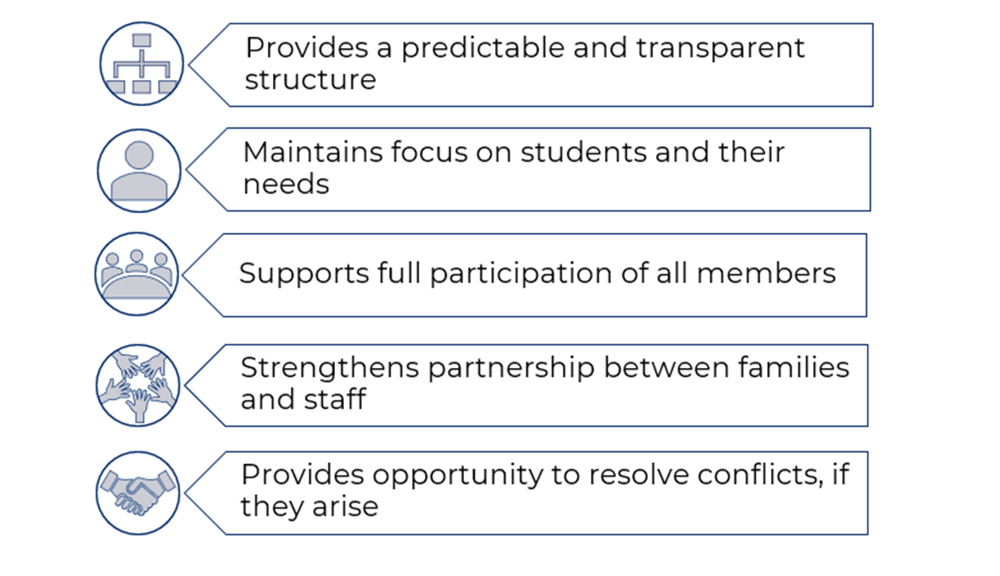 Provides a predictable and transparent
structure
Maintains focus on students and their
needs
Supports full participation of all members
Strengthens partnership between families
and staff
Provides opportunity to resolve conflicts, if
they arise